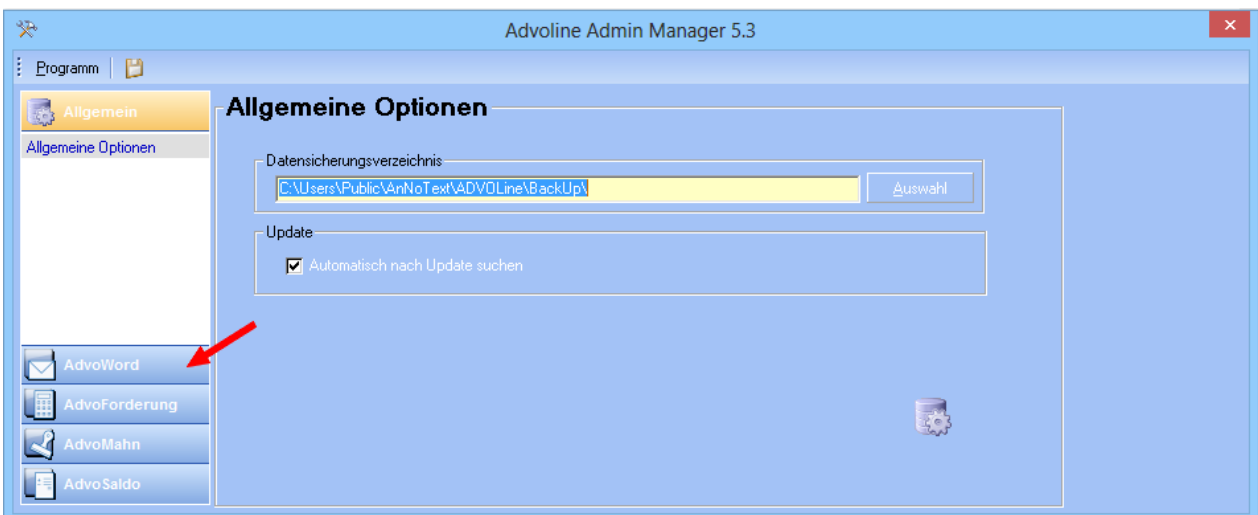 Advoline Admin Manager 5.3
Programm
Allgemein
Allgemeine Optionen
AdvoWord
AdvoForderung
AdvoMahn
AdvoSaldo
Allgemeine Optionen
Datensicherungsverzeichnis
C:\Users\Public\AnNoText\ADVOLine\BackUp\
Auswahl
Update
Automatisch nach Update suchen